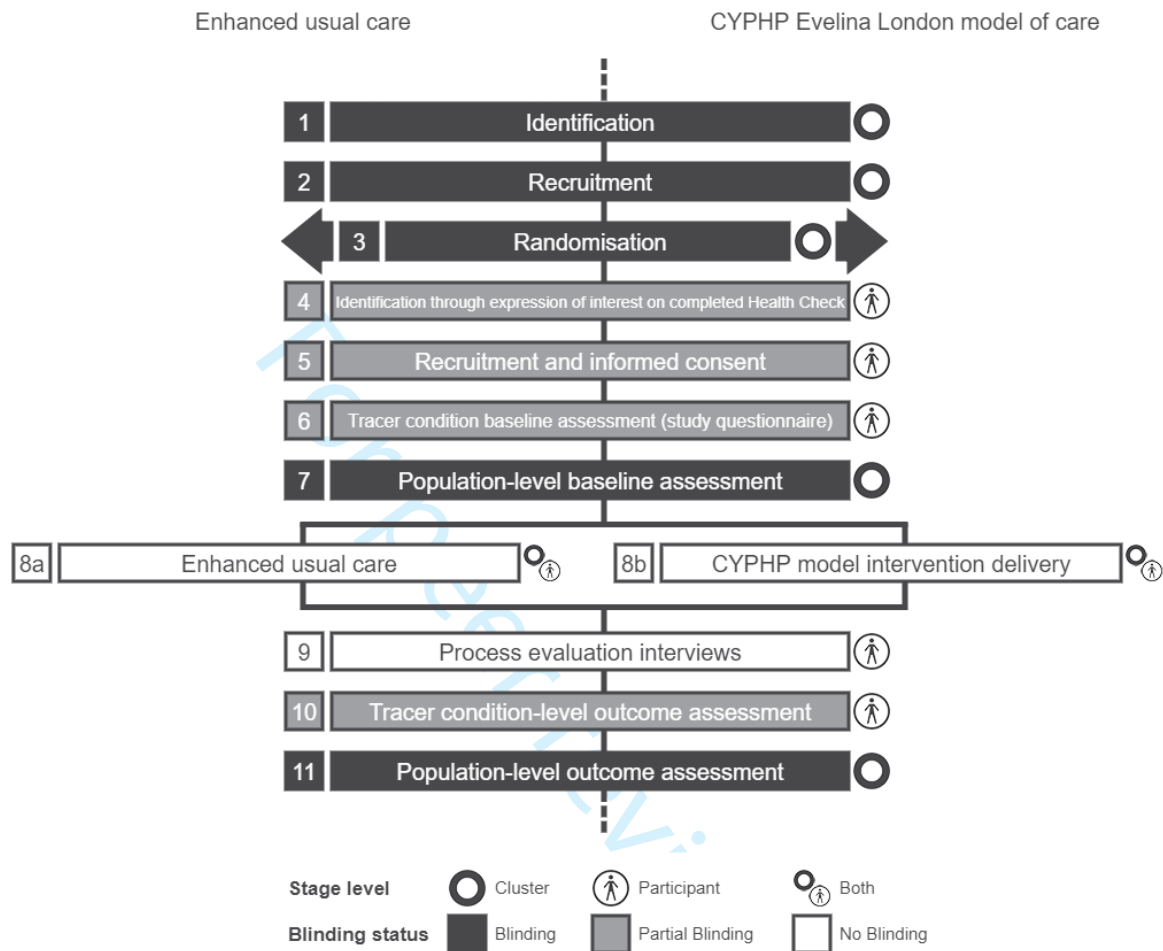 Enhanced usual care
CYPHP Evelina London model of care
1 Identification
2 Recruitment
3 Randomisation
4 Identification through expression of interest on completed Health Check
5 Recruitment and informed consent
6 Tracer condition baseline assessment (study questionnaire)
7 Population-level baseline assessment
8a Enhanced usual care
8b CYPHP model intervention delivery
9 Process evaluation interviews
10 Tracer condition-level outcome assessment
11 Population-level outcome assessment
For peer revi
Stage level Cluster Participant Both
Blinding status Blinding Partial Blinding No Blinding